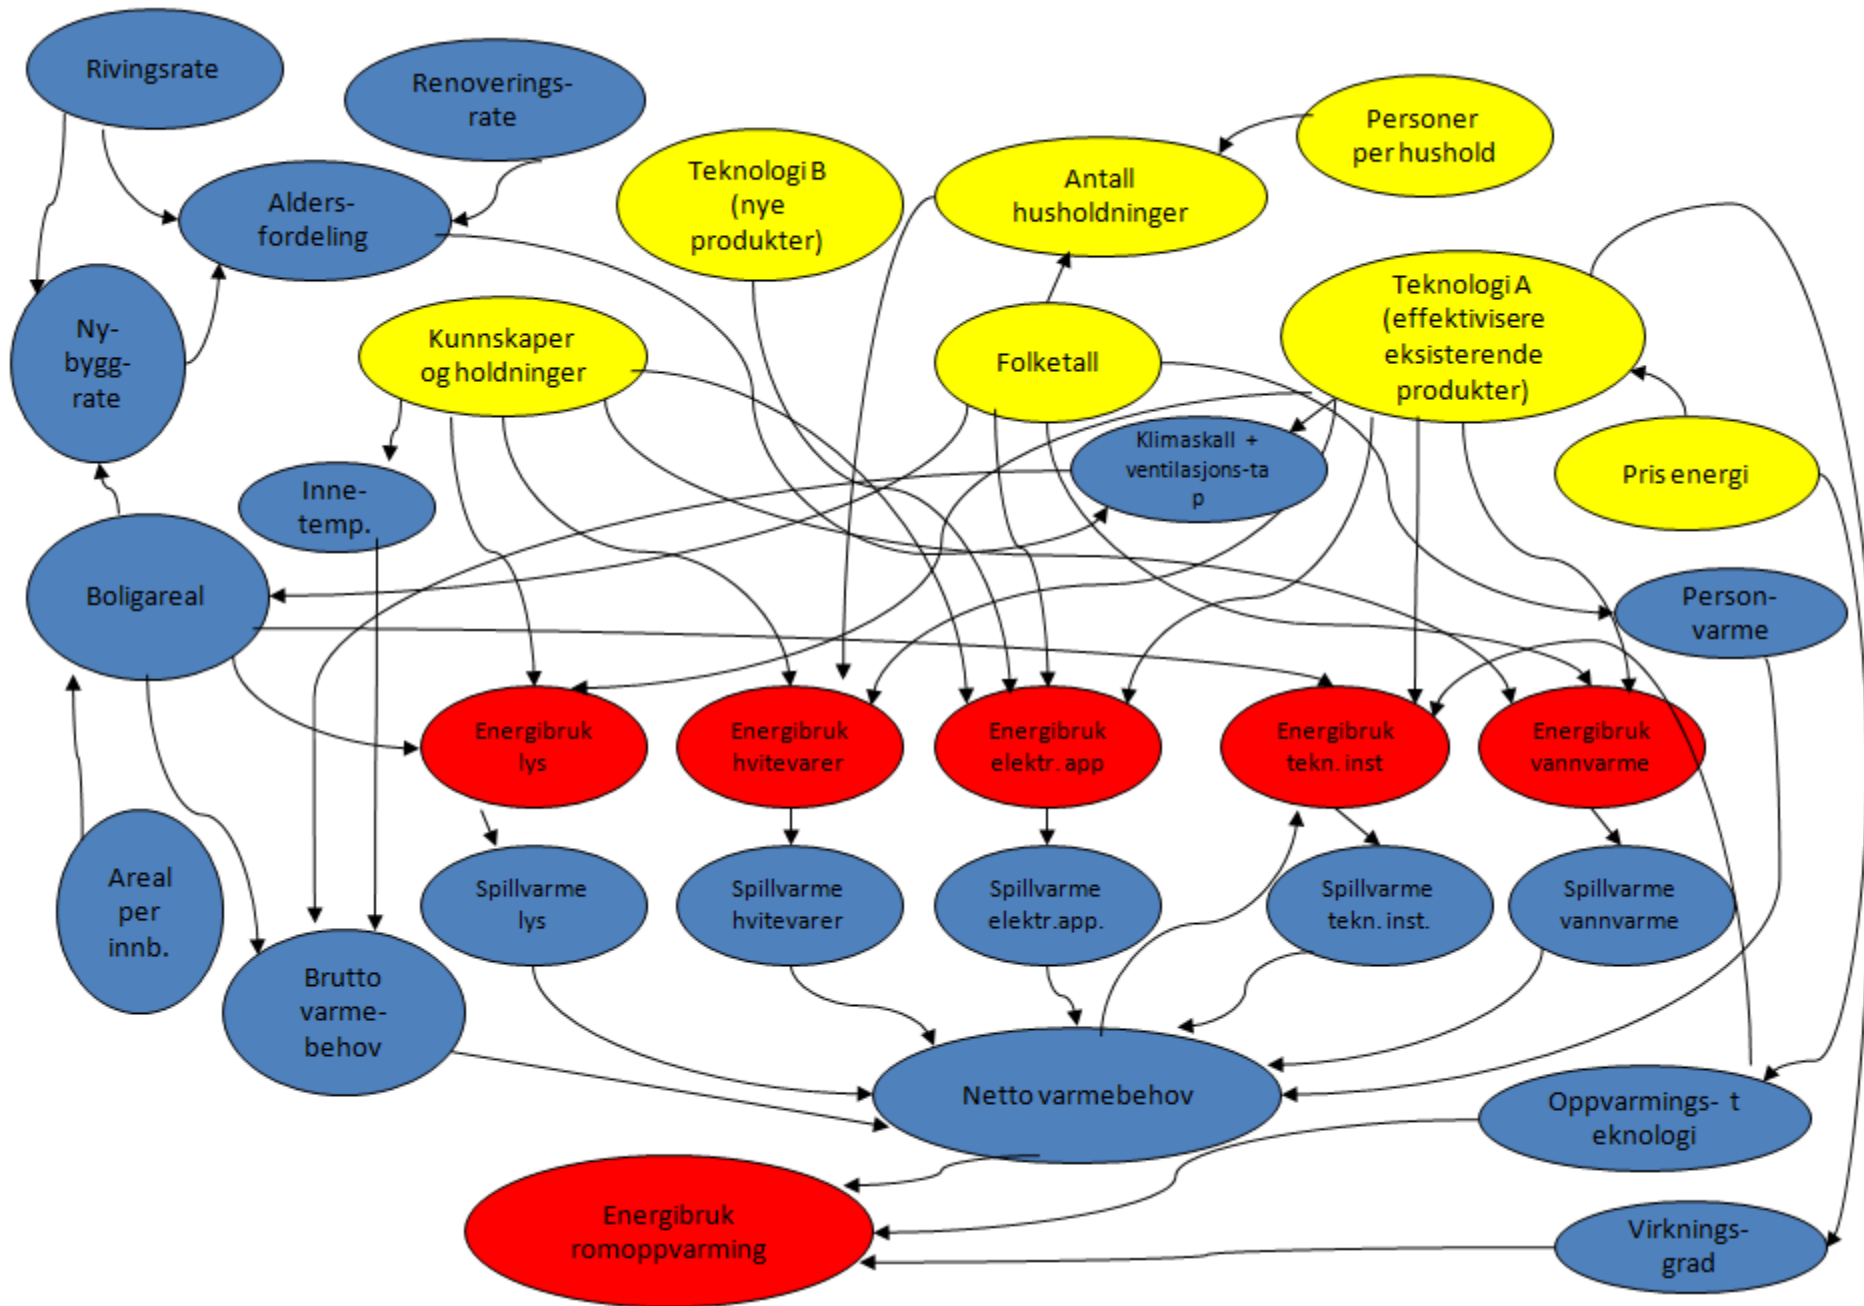 Rivingsrate
Renoverings-
rate
Personer
per hushold
Teknologi B
(nye
produkter)
Antall
husholdninger
Alders-
fordeling
Teknologi A
(effektivisere
eksisterende
produkter)
Ny-
bygg-
rate
Kunnskaper
og holdninger
Folketall
Klimaskall +
ventilasjons-ta
p
Pris energi
Inne-
temp.
Boligareal
Person-
varme
Energibruk
lys
Energibruk
hvitevarer
Energibruk
elektr. app
Energibruk
tekn. inst
Energibruk
vannvarme
Areal
per
innb.
Spillvarme
lys
Spillvarme
hvitevarer
Spillvarme
elektr.app.
Spillvarme
tekn. inst.
Spillvarme
vannvarme
Brutto
varme-
behov
Netto varmebehov
Oppvarmings- t
eknologi
Energibruk
romoppvarming
Virknings-
grad